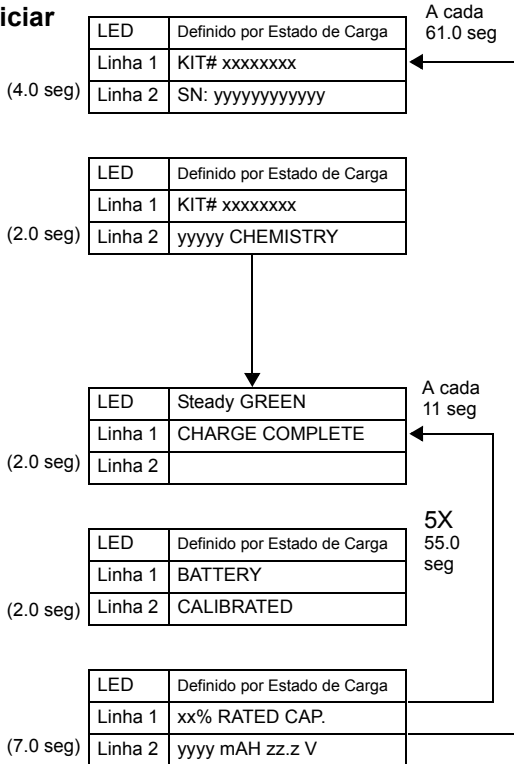 iciar
A cada
61.0 seg
LED Definido por Estado de Carga
Linha 1 KIT# xxxxxxxx
(4.0 seg) Linha 2 SN: yyyyyyyyyyyy
LED Definido por Estado de Carga
Linha 1 KIT# xxxxxxxx
(2.0 seg) Linha 2 yyyyy CHEMISTRY
A cada
11 seg
LED Steady GREEN
Linha 1 CHARGE COMPLETE
(2.0 seg) Linha 2
5X
55.0
seg
LED Definido por Estado de Carga
Linha 1 BATTERY
(2.0 seg) Linha 2 CALIBRATED
LED Definido por Estado de Carga
Linha 1 xx% RATED CAP.
(7.0 seg) Linha 2 yyyy mAH zz.z V